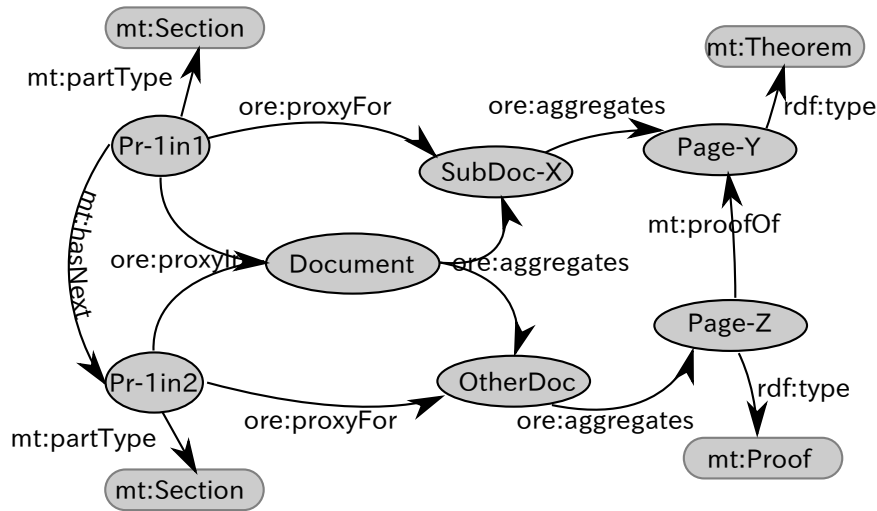 mt:Section
mt:Theorem
mt:partType
ore:proxyFor
ore:aggregates
rdf:type
Pr-1in1
Page-Y
SubDoc-X
mt:hasNext
mt:proofOf
ore:proxyIn
Document
ore:aggregates
Page-Z
Pr-1in2
OtherDoc
rdf:type
mt:partType
ore:proxyFor
ore:aggregates
mt:Section
mt:Proof